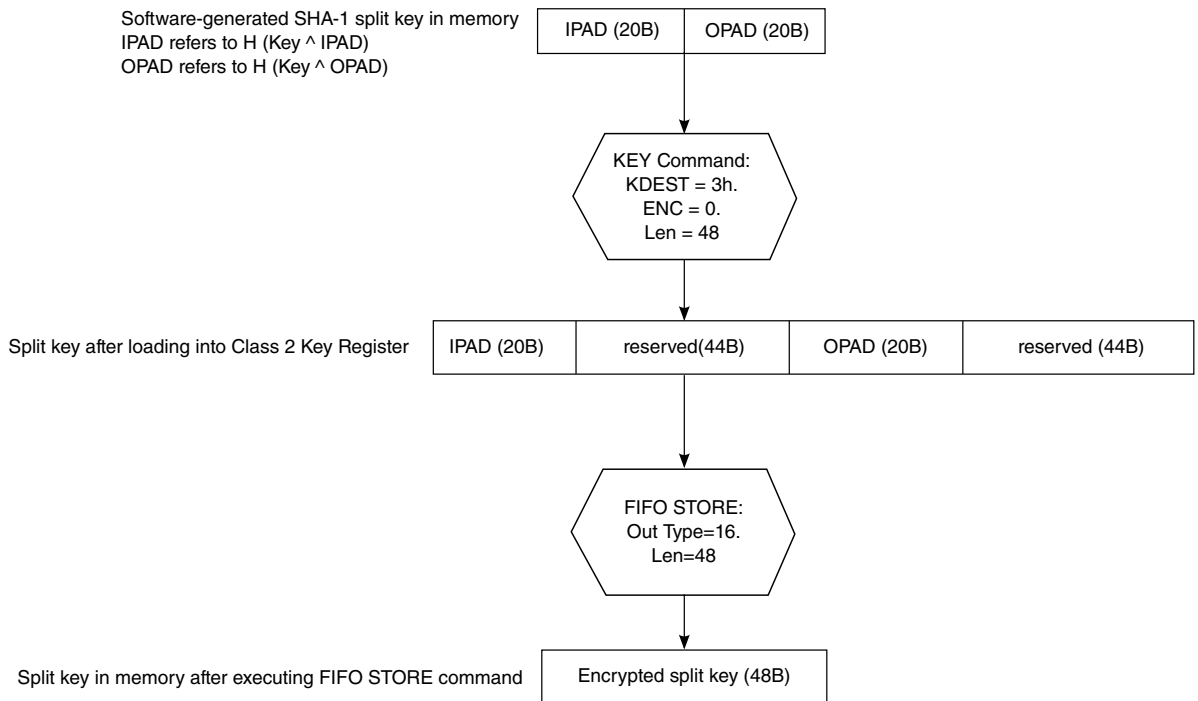 Software-generated SHA-1 split key in memory
IPAD refers to H (Key ^ IPAD)
OPAD refers to H (Key ^ OPAD)
IPAD (20B)
OPAD (20B)
KEY Command:
KDEST = 3h.
ENC = 0.
Len = 48
Split key after loading into Class 2 Key Register
IPAD (20B)
reserved(44B)
OPAD (20B)
reserved (44B)
FIFO STORE:
Out Type=16.
Len=48
Split key in memory after executing FIFO STORE command
Encrypted split key (48B)